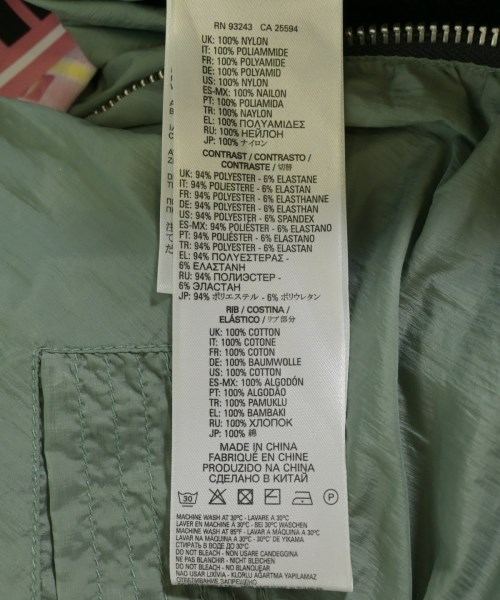 RN 93243 CA 25594
UK: 100% NYLON
IT: 100% POLIAMMIDE
FR: 100% POLYAMIDE
DE: 100% POLYAMID
US: 100% NYLON
ES-MX: 100% NAILON
PT: 100% POLIAMIDA
TR: 100% NAYLON
EL: 100% ΠΟΛΥΑΜΙΔΕΣ
RU: 100% НЕЙЛОН
JP: 100% ナイロン
CONTRAST / CONTRASTO /
CONTRASTE / 切替
UK: 94% POLYESTER - 6% ELASTANE
IT: 94% POLIESTERE - 6% ELASTAN
FR: 94% POLYESTER - 6% ELASTHANNE
DE: 94% POLYESTER - 6% ELASTHAN
US: 94% POLYESTER - 6% SPANDEX
ES-MX: 94% POLIÉSTER - 6% ELASTANO
PT: 94% POLIÉSTER - 6% ELASTANO
TR: 94% POLYESTER - 6% ELASTAN
EL: 94% ΠΟΛΥΕΣΤΕΡΑΣ -
6% ΕΛΑΣΤΑΝΗ
RU: 94% ПОЛИЭСТЕР -
6% ЭЛАСТАН
JP: 94% ポリエステル - 6% ポリウレタン
RIB / COSTINA /
ELÁSTICO / リブ部分
UK: 100% COTTON
IT: 100% COTONE
FR: 100% COTON
DE: 100% BAUMWOLLE
US: 100% COTTON
ES-MX: 100% ALGODÓN
PT: 100% ALGODÃO
TR: 100% PAMUKLU
EL: 100% ΒΑΜΒΑΚΙ
RU: 100% ХЛОПОК
JP: 100% 綿
MADE IN CHINA
FABRIQUÉ EN CHINE
PRODUZIDO NA CHINA
СДЕЛАНО В КИТАЙ
30 P
MACHINE WASH AT 30°C - LAVARE A 30°C
LAVER EN MACHINE À 30°C - BEI 30°C WASCHEN
MACHINE WASH AT 85°F - LAVAR A MÁQUINA A 30°C
LAVAR NA MÁQUINA A 30°C - 30°C' DE YIKAMA
СТИРАТЬ В ВОДЕ ДО 30°C
DO NOT BLEACH - NON USARE CANDEGGINA
NE PAS BLANCHIR - NICHT BLEICHEN
DO NOT BLEACH - NO BLANQUEAR
NÃO USAR LIXÍVIA - KLORLU AĞARTMA YAPILAMAZ
ОТБЕЛИВАНИЕ ЗАПРЕЩЕНО